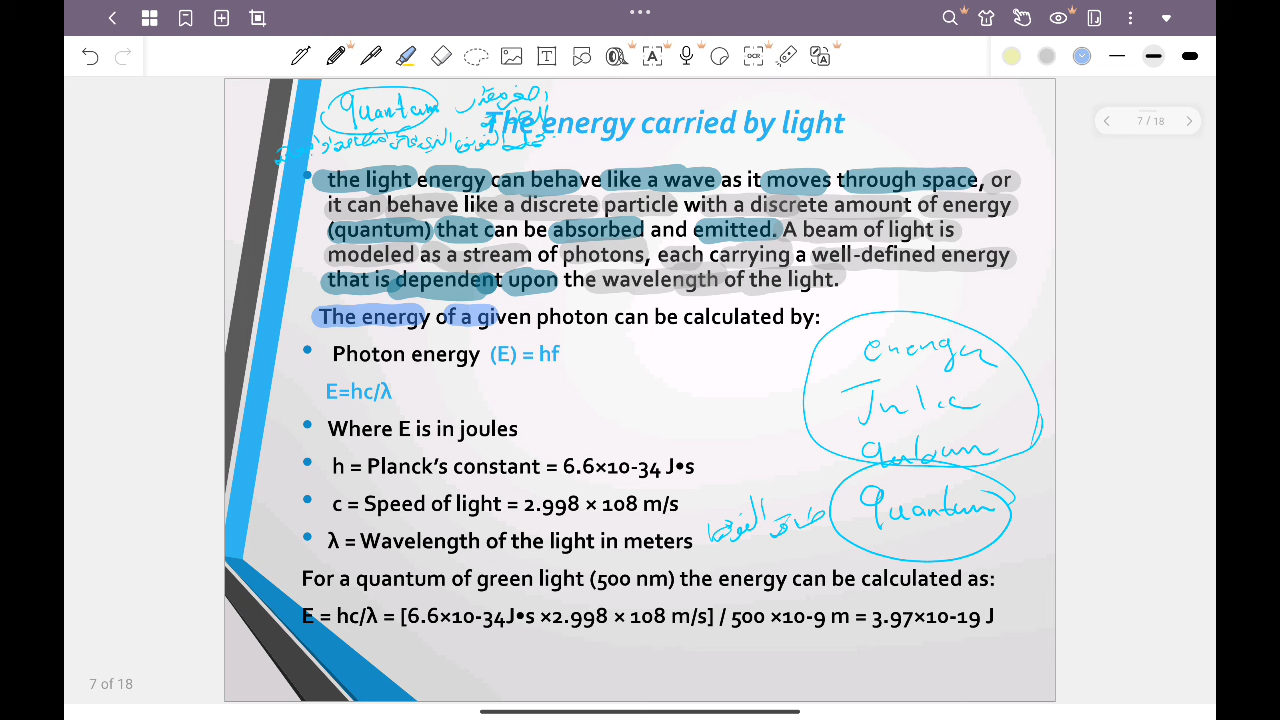 7 / 18
quantum
The energy carried by light
• the light energy can behave like a wave as it moves through space, or
it can behave like a discrete particle with a discrete amount of energy
(quantum) that can be absorbed and emitted. A beam of light is
modeled as a stream of photons, each carrying a well-defined energy
that is dependent upon the wavelength of the light.
The energy of a given photon can be calculated by:
• Photon energy (E) = hf
E=hc/λ
• Where E is in joules
• h = Planck's constant = 6.6×10-34 J•s
• c = Speed of light = 2.998 × 108 m/s
• λ = Wavelength of the light in meters
energy
quantum
For a quantum of green light (500 nm) the energy can be calculated as:
E = hc/λ = [6.6×10-34J•s ×2.998 × 108 m/s] / 500 ×10-9 m = 3.97×10-19 J
7 of 18